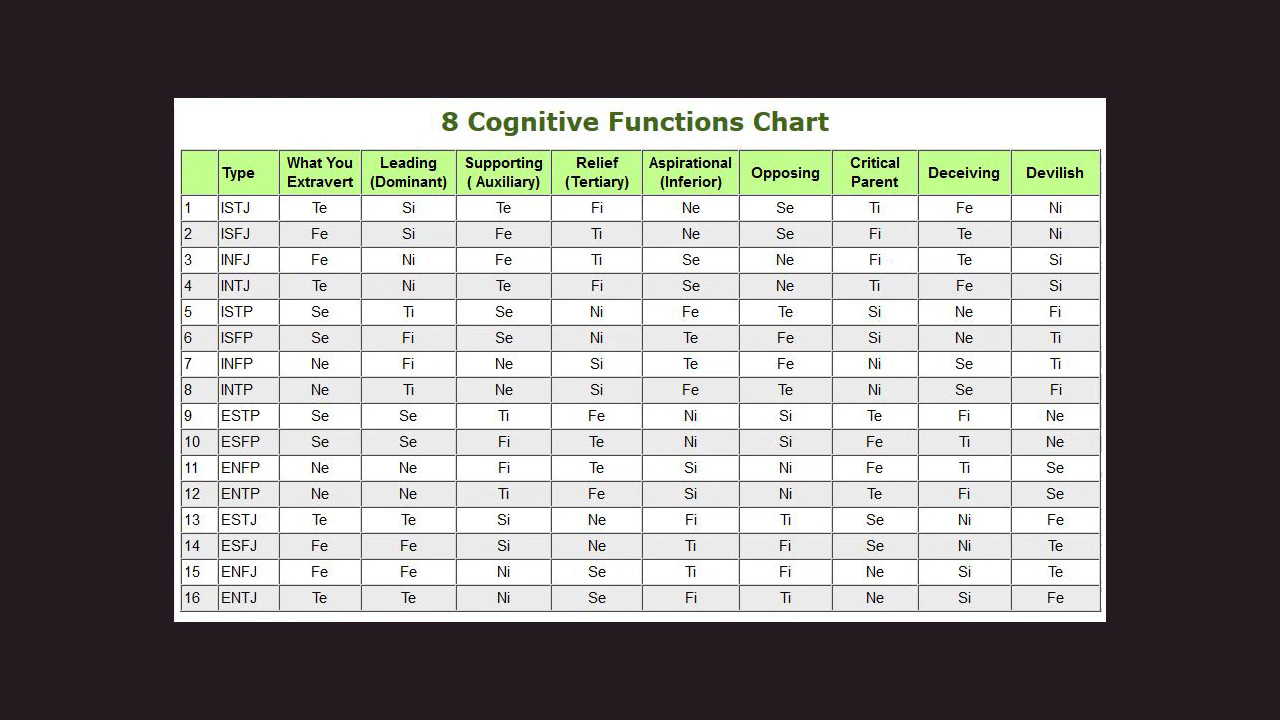 8 Cognitive Functions Chart
Type What You Extravert Leading (Dominant) Supporting ( Auxiliary) Relief (Tertiary) Aspirational (Inferior) Opposing Critical Parent Deceiving Devilish
1 ISTJ Te Si Te Fi Ne Se Ti Fe Ni
2 ISFJ Fe Si Fe Ti Ne Se Fi Te Ni
3 INFJ Fe Ni Fe Ti Se Ne Fi Te Si
4 INTJ Te Ni Te Fi Se Ne Ti Fe Si
5 ISTP Se Ti Se Ni Fe Te Si Ne Fi
6 ISFP Se Fi Se Ni Te Fe Si Ne Ti
7 INFP Ne Fi Ne Si Te Fe Ni Se Ti
8 INTP Ne Ti Ne Si Fe Te Ni Se Fi
9 ESTP Se Se Ti Fe Ni Si Te Fi Ne
10 ESFP Se Se Fi Te Ni Si Fe Ti Ne
11 ENFP Ne Ne Fi Te Si Ni Fe Ti Se
12 ENTP Ne Ne Ti Fe Si Ni Te Fi Se
13 ESTJ Te Te Si Ne Fi Ti Se Ni Fe
14 ESFJ Fe Fe Si Ne Ti Fi Se Ni Te
15 ENFJ Fe Fe Ni Se Ti Fi Ne Si Te
16 ENTJ Te Te Ni Se Fi Ti Ne Si Fe